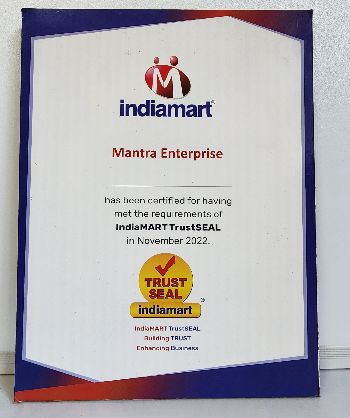 indiamart
Mantra Enterprise
has been certified for having
met the requirements of
IndiaMART TrustSEAL
in November 2022.
TRUST
SEAL
indiamart
IndiaMART TrustSEAL
Building TRUST
Enhancing Business